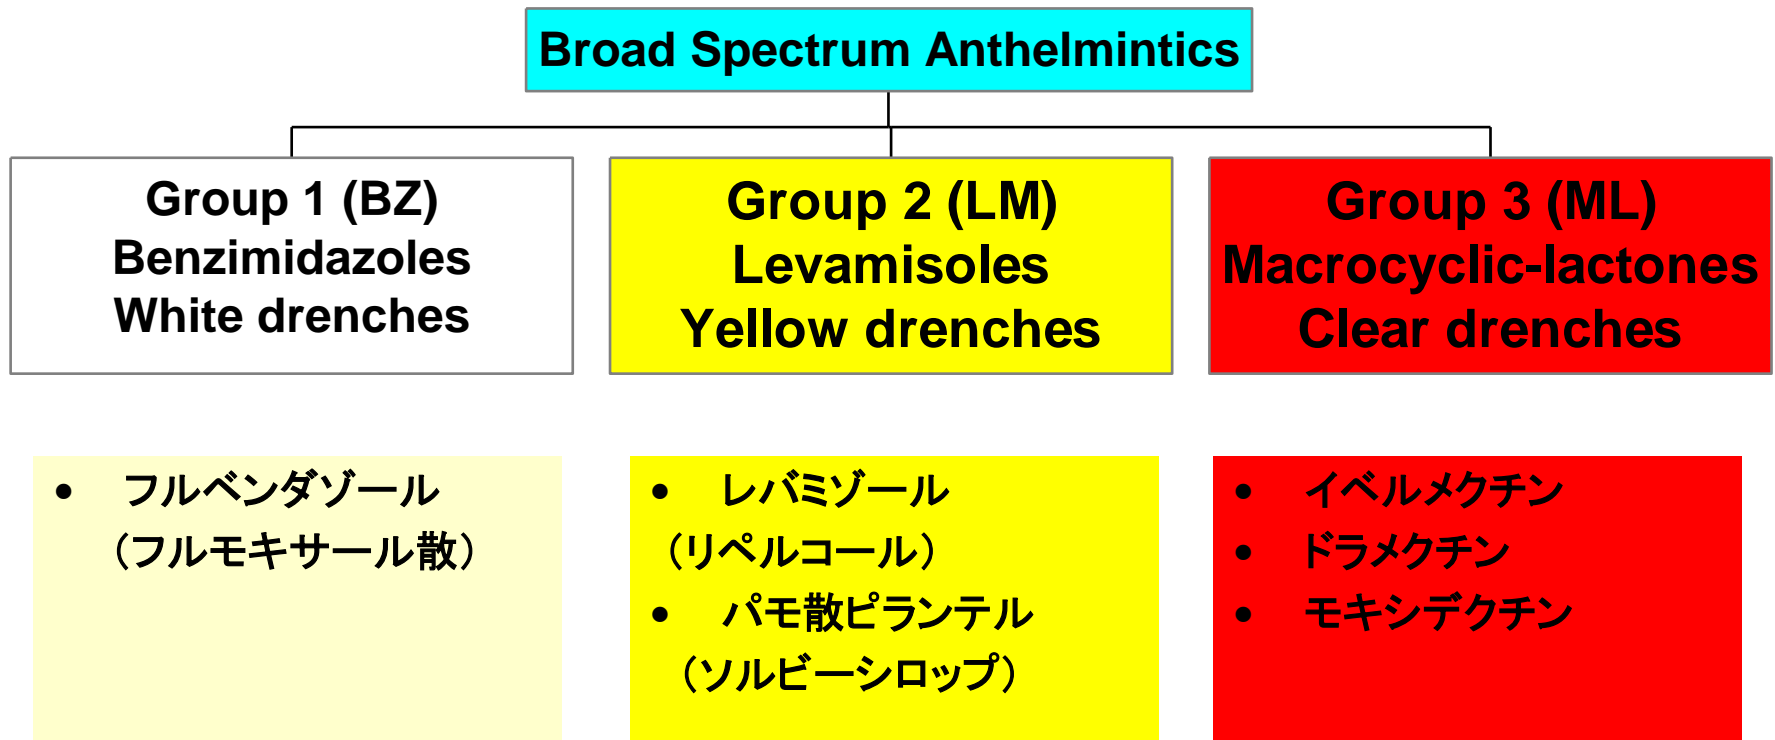 Broad Spectrum Anthelmintics
Group 1 (BZ)
Benzimidazoles
White drenches
Group 2 (LM)
Levamisoles
Yellow drenches
Group 3 (ML)
Macrocyclic-lactones
Clear drenches
• フルベンダゾール
（フルモキサール散）
• レバミゾール
（リペルコール）
• パモ散ピランテル
（ソルビーシロップ）
• イベルメクチン
• ドラメクチン
• モキシデクチン